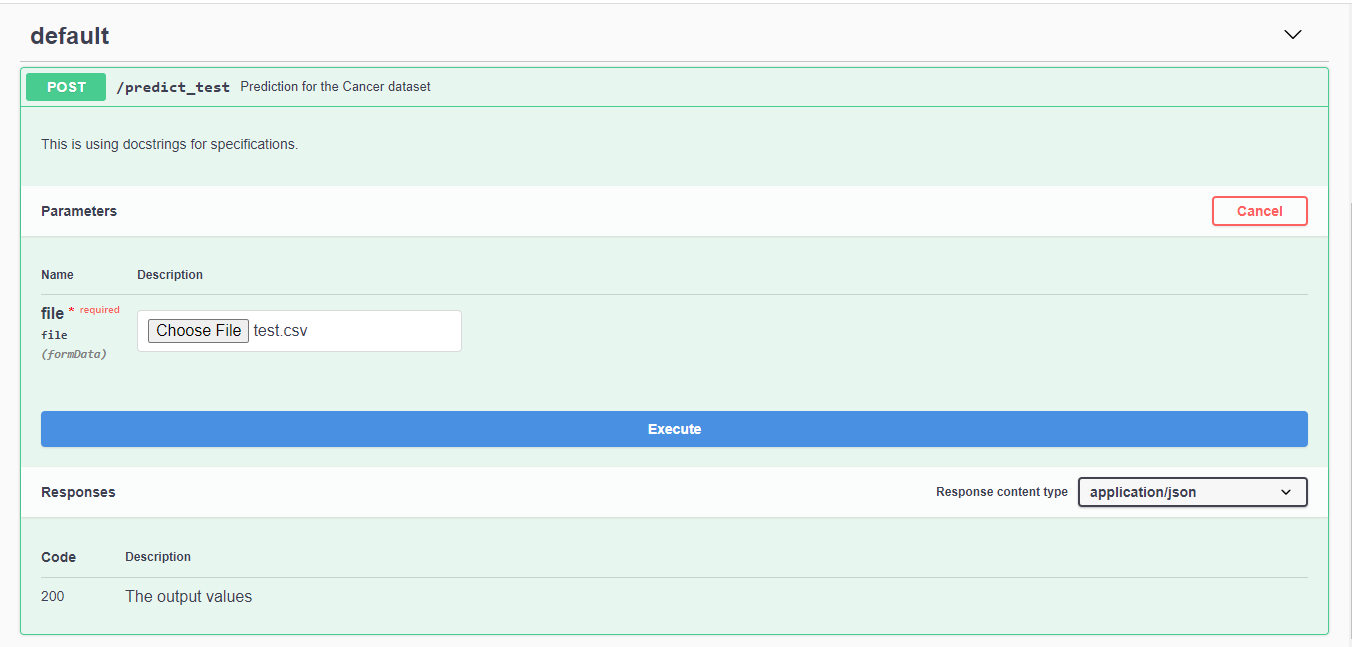 default
POST /predict_test Prediction for the Cancer dataset
This is using docstrings for specifications.
Parameters Cancel
Name Description
file * required
file
(formData)
Choose File test.csv
Execute
Responses Response content type application/json
Code Description
200 The output values